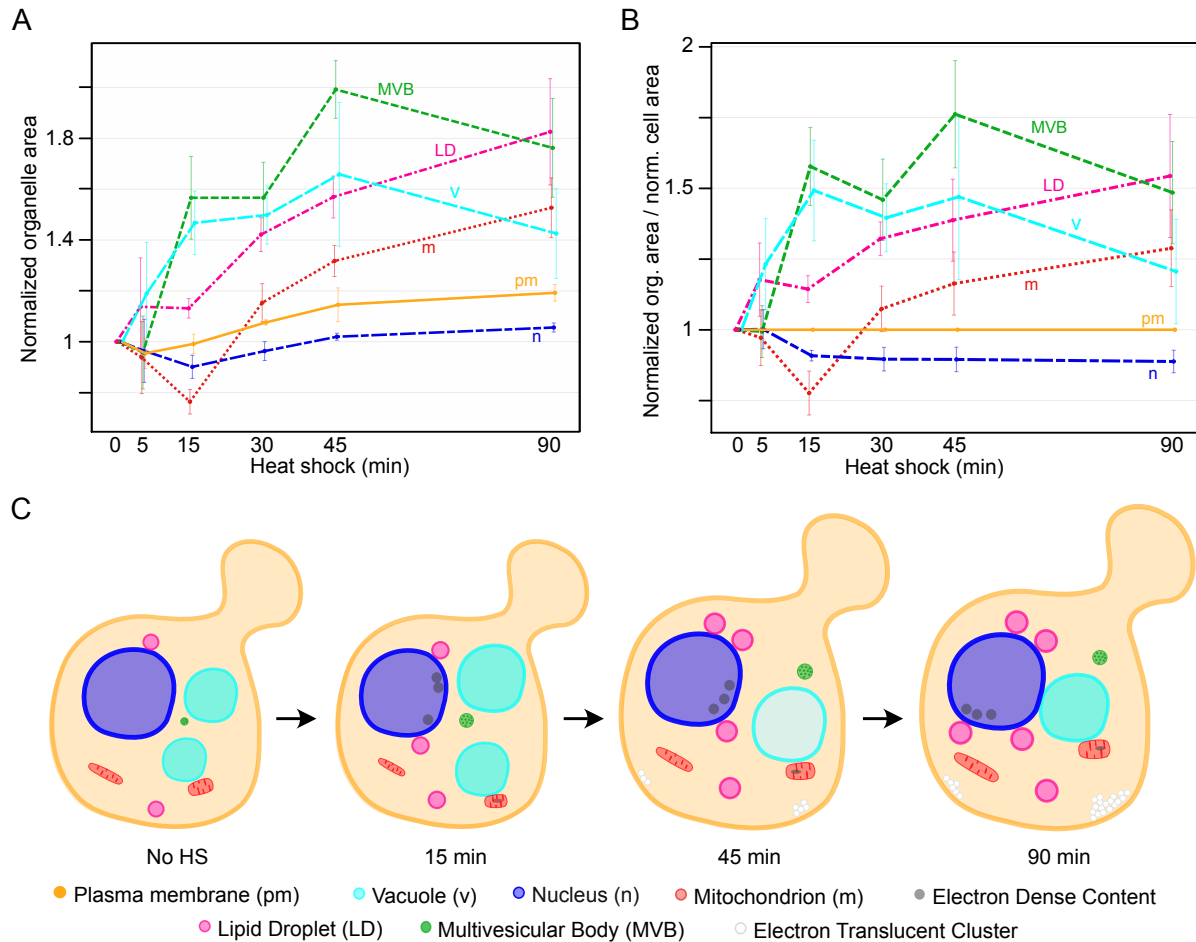 A
Normalized organelle area
1.8
1.4
1
MVB
LD
v
m
pm
n
0 5 15 30 45 90
Heat shock (min)
B
Normalized org. area / norm. cell area
2
1.5
1
MVB
LD
v
m
pm
n
0 5 15 30 45 90
Heat shock (min)
C
No HS 15 min 45 min 90 min
Plasma membrane (pm) Vacuole (v) Nucleus (n) Mitochondrion (m) Electron Dense Content
Lipid Droplet (LD) Multivesicular Body (MVB) Electron Translucent Cluster